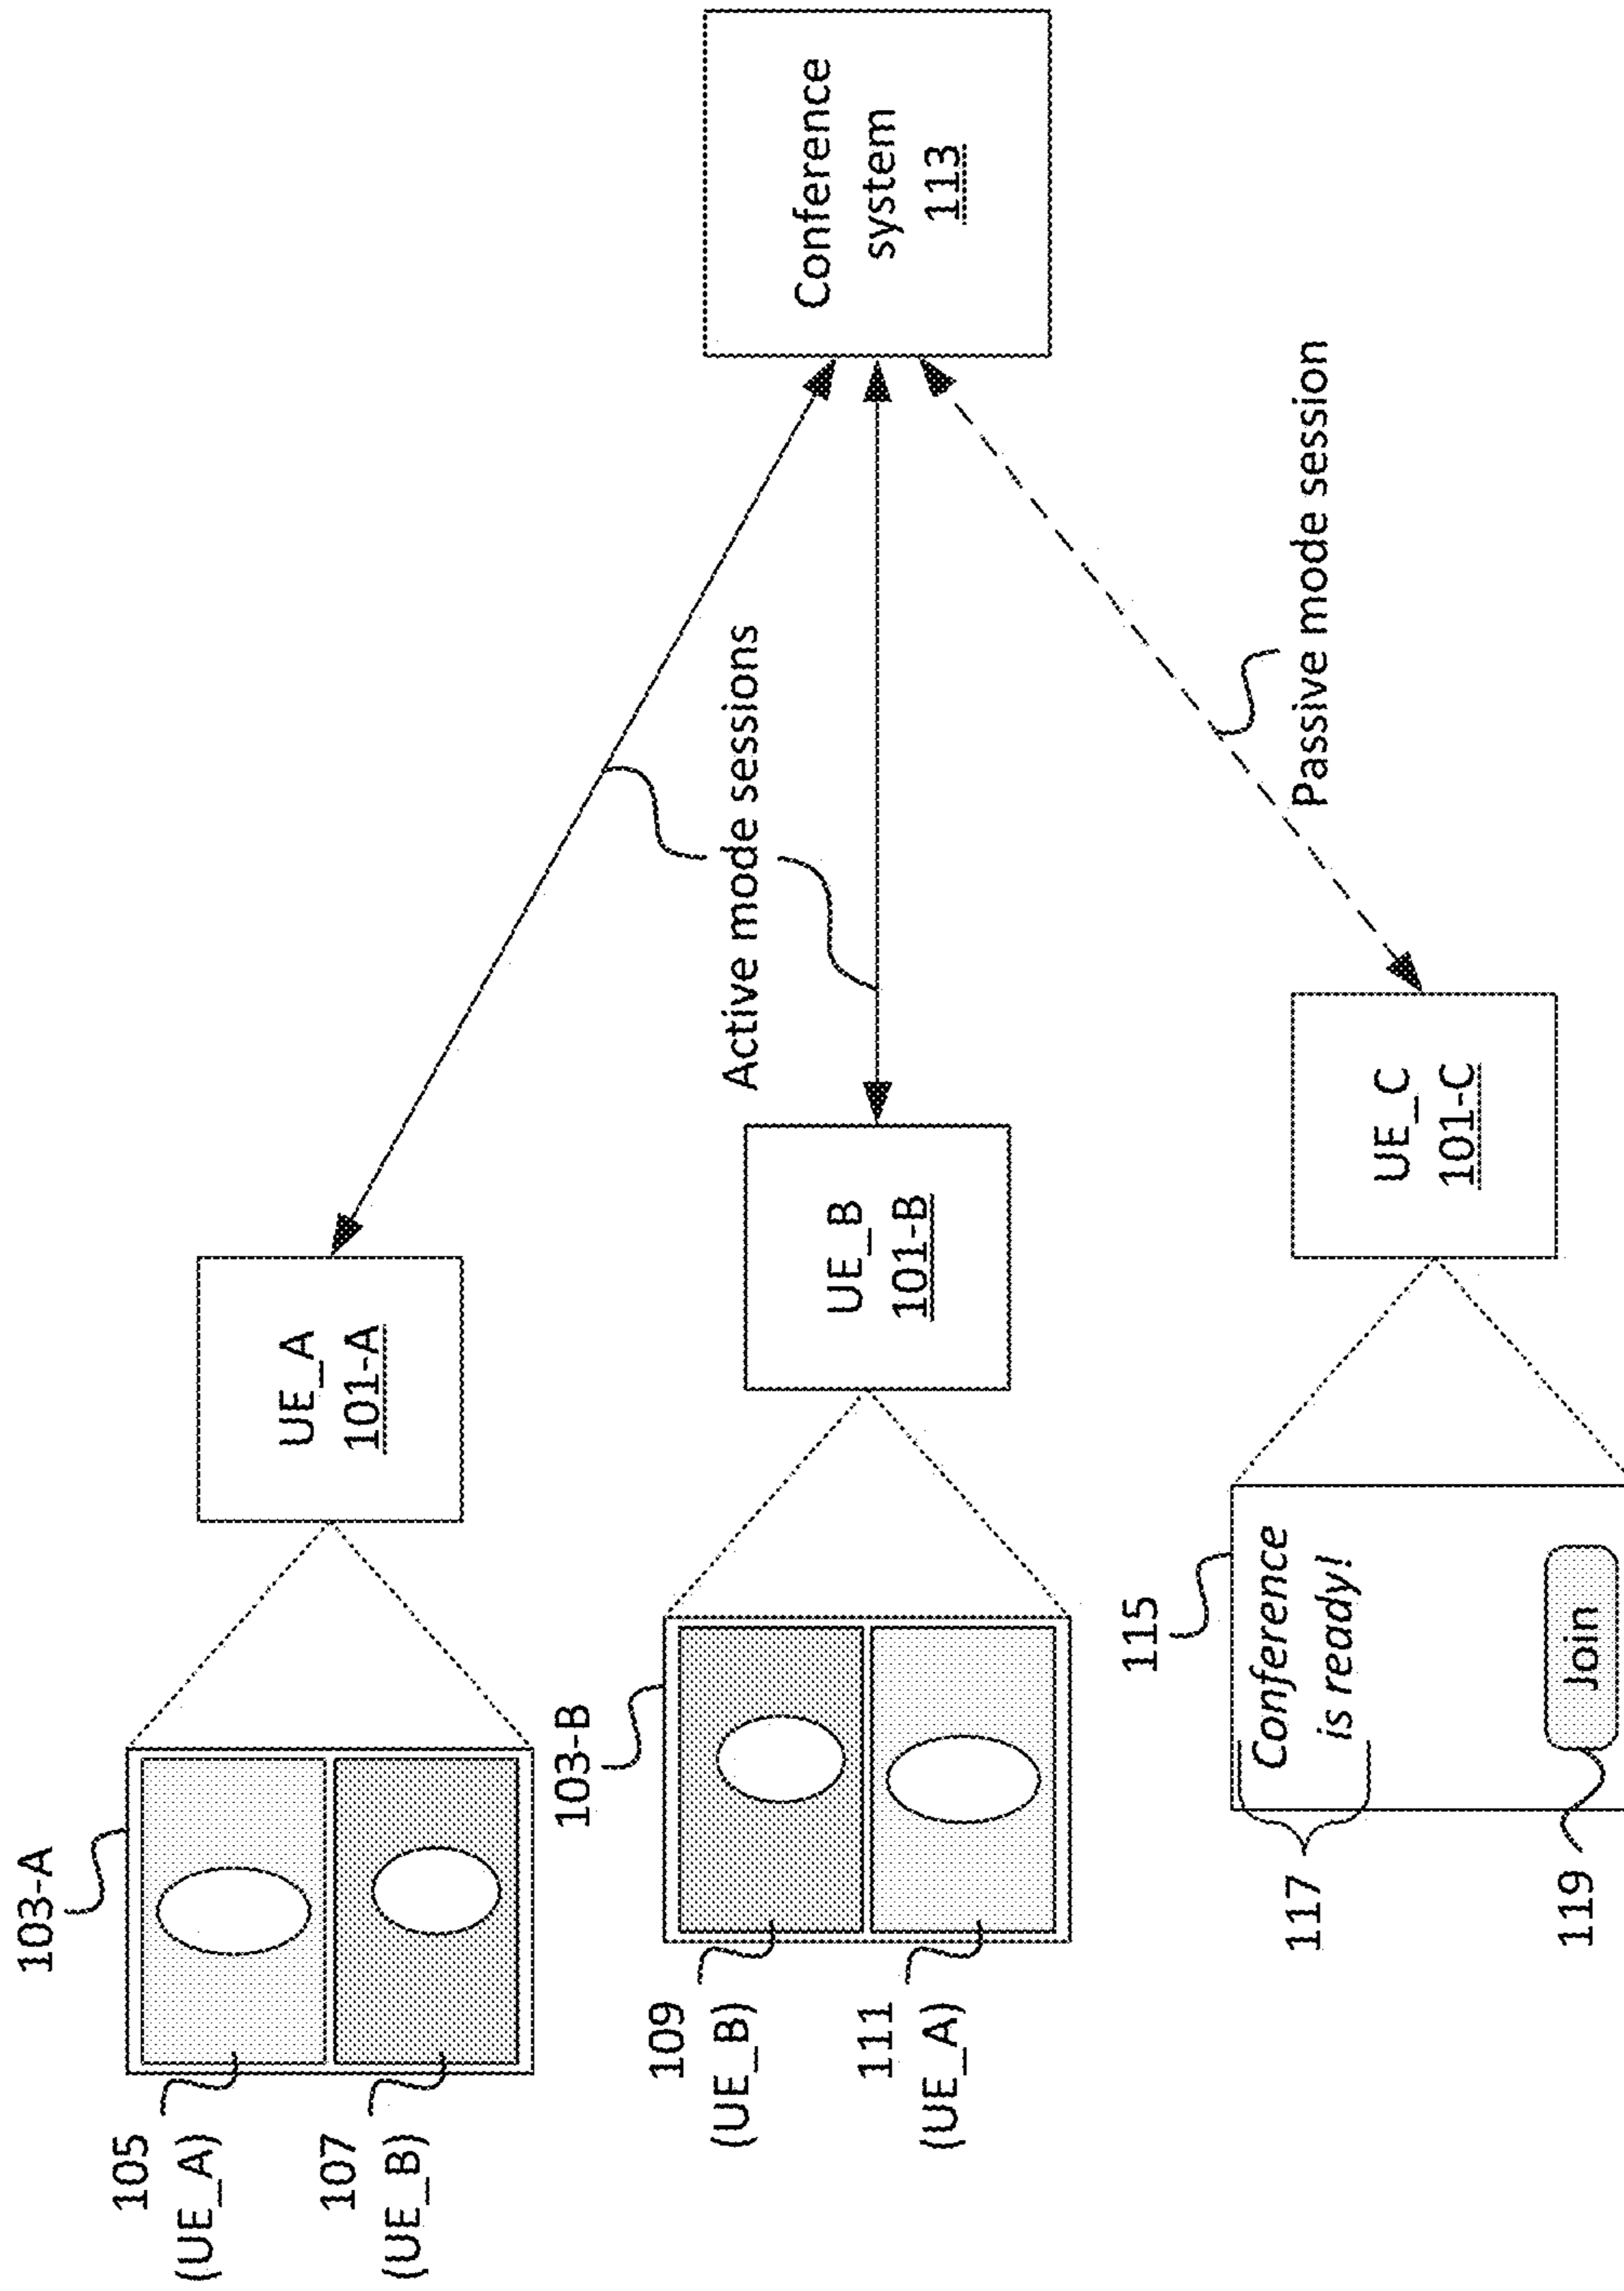 103-A
105
(UE_A)
107
(UE_B)
UE_A
101-A
103-B
109
(UE_B)
111
(UE_A)
UE_B
101-B
Active mode sessions
Conference
system
113
115
117
Conference
is ready!
119
Join
UE_C
101-C
Passive mode session